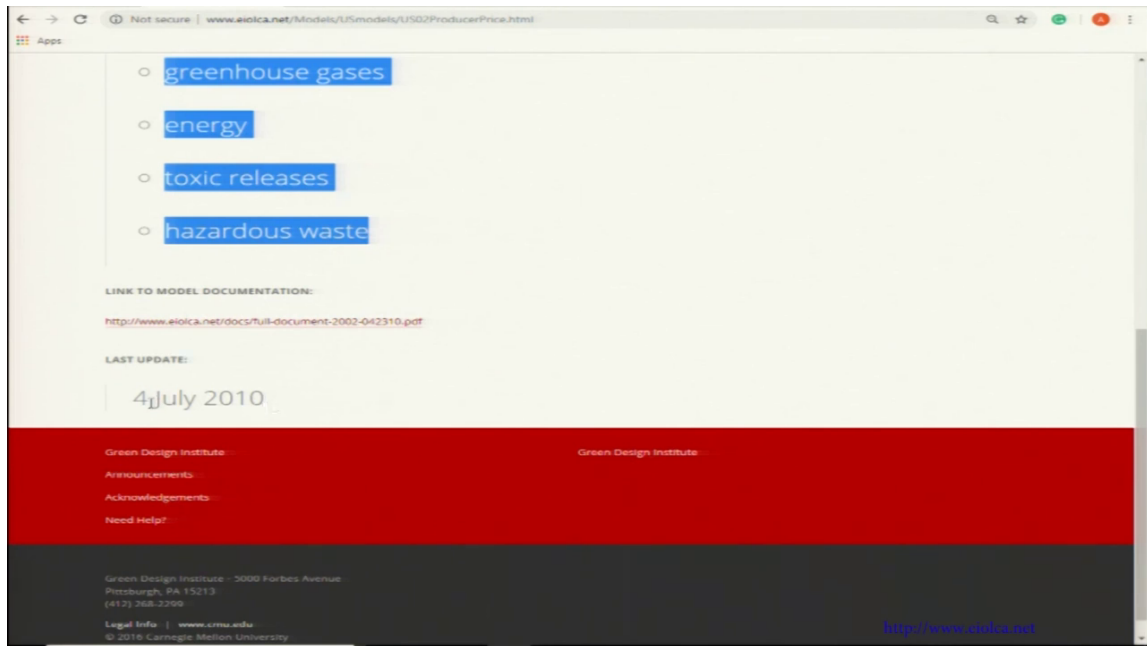 Not secure | www.eiolca.net/Models/USmodels/US02ProducerPrice.html
Apps
greenhouse gases
energy
toxic releases
hazardous waste
LINK TO MODEL DOCUMENTATION:
http://www.eiolca.net/docs/full-document-2002-042310.pdf
LAST UPDATE:
4 July 2010
Green Design Institute
Green Design Institute
Announcements
Acknowledgements
Need Help?
Green Design Institute - 5000 Forbes Avenue
Pittsburgh, PA 15213
(412) 268-2299
Legal Info | www.cmu.edu
© 2016 Carnegie Mellon University
http://www.eiolca.net